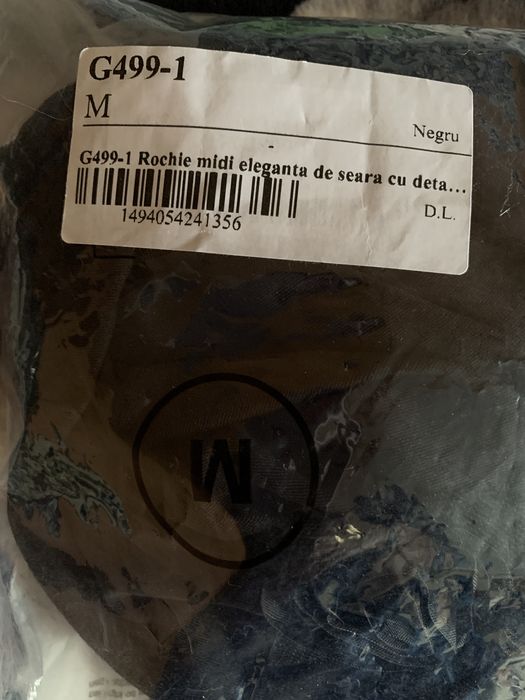 G499-1
M
Negru
G499-1 Rochie midi eleganta de seara cu deta...
1494054241356
D.L.
M